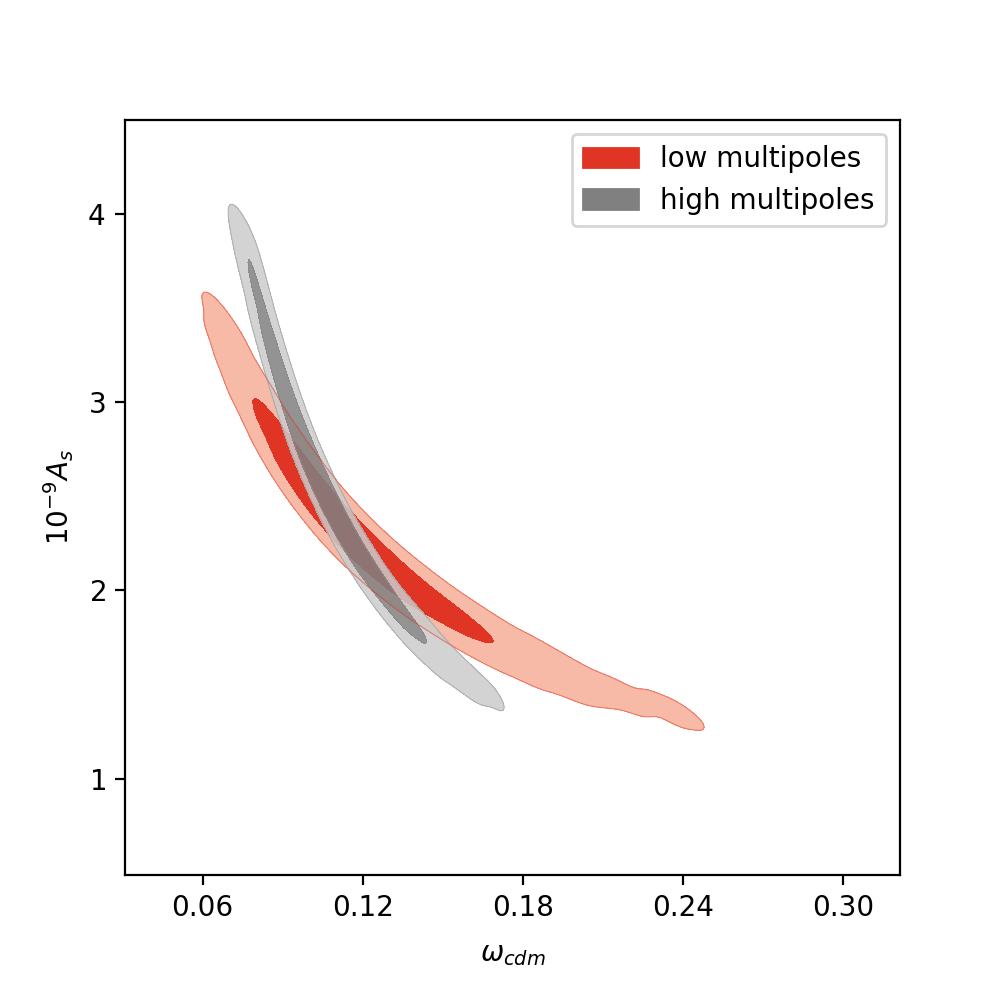 low multipoles
high multipoles
4
3
2
1
10⁻⁹Aₛ
0.06 0.12 0.18 0.24 0.30
ω_cdm